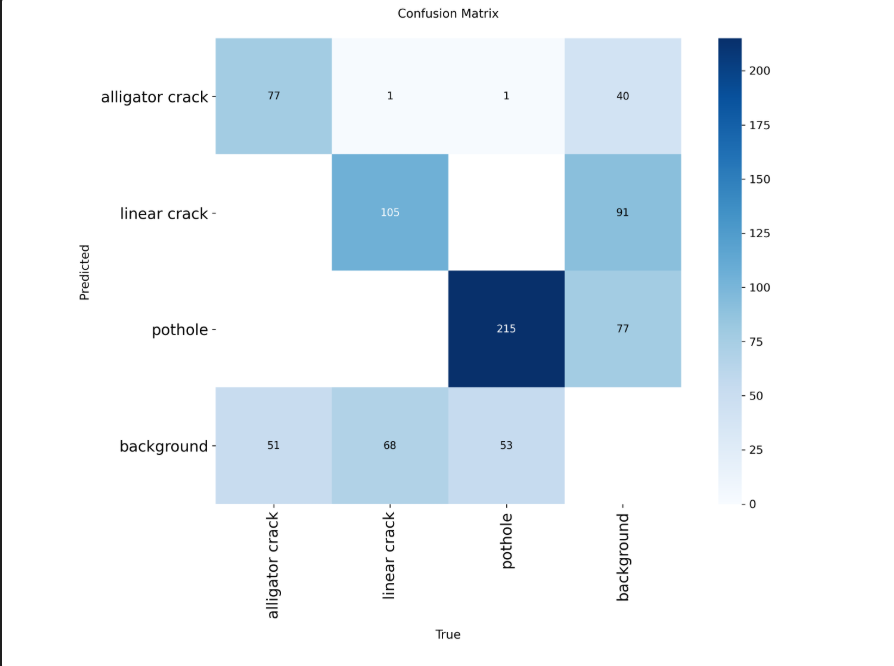 Confusion Matrix
alligator crack
77
1
1
40
linear crack
105
91
pothole
215
77
background
51
68
53
alligator crack
linear crack
pothole
background
Predicted
True
200
175
150
125
100
75
50
25
0